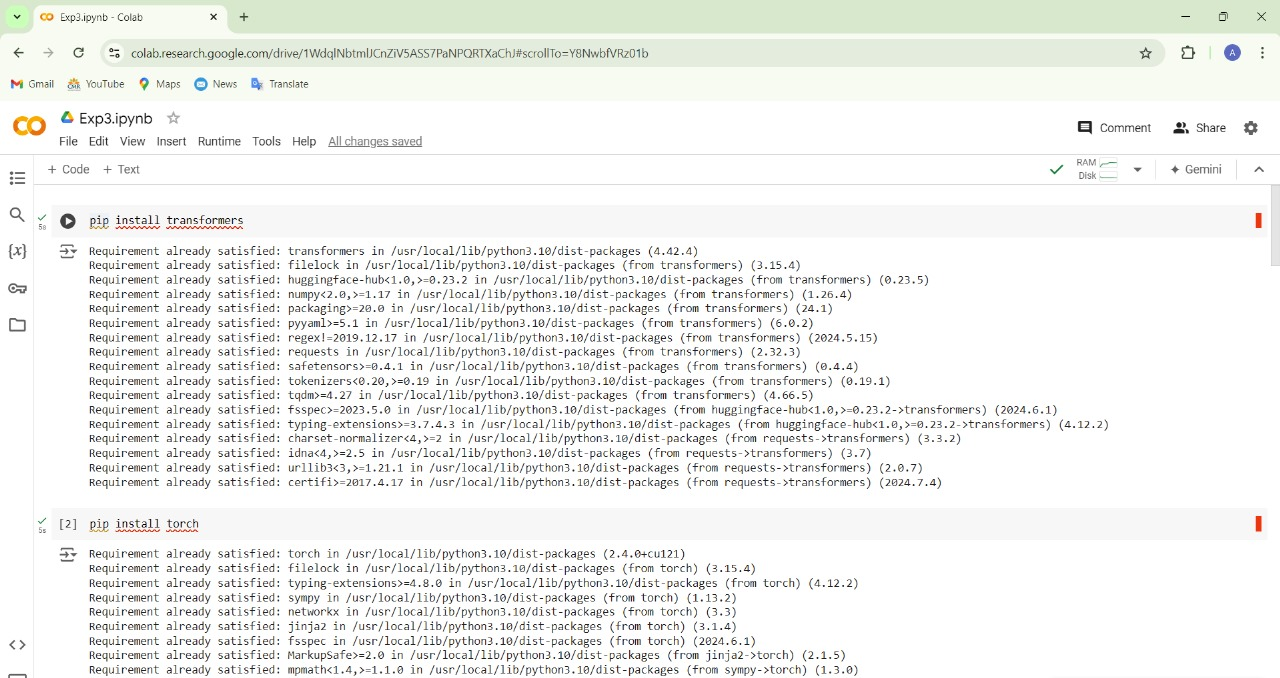 Exp3.ipynb - Colab
colab.research.google.com/drive/1WdqlNbtmlJCnZiV5ASS7PaNPQRTXaChJ#scrollTo=Y8NwbfVRz01b
A
Gmail YouTube Maps News Translate
Exp3.ipynb
Comment Share
File Edit View Insert Runtime Tools Help All changes saved
+ Code + Text
RAM
Disk
Gemini
{x}
5s
pip install transformers
Requirement already satisfied: transformers in /usr/local/lib/python3.10/dist-packages (4.42.4)
Requirement already satisfied: filelock in /usr/local/lib/python3.10/dist-packages (from transformers) (3.15.4)
Requirement already satisfied: huggingface-hub<1.0,>=0.23.2 in /usr/local/lib/python3.10/dist-packages (from transformers) (0.23.5)
Requirement already satisfied: numpy<2.0,>=1.17 in /usr/local/lib/python3.10/dist-packages (from transformers) (1.26.4)
Requirement already satisfied: packaging>=20.0 in /usr/local/lib/python3.10/dist-packages (from transformers) (24.1)
Requirement already satisfied: pyyaml>=5.1 in /usr/local/lib/python3.10/dist-packages (from transformers) (6.0.2)
Requirement already satisfied: regex!=2019.12.17 in /usr/local/lib/python3.10/dist-packages (from transformers) (2024.5.15)
Requirement already satisfied: requests in /usr/local/lib/python3.10/dist-packages (from transformers) (2.32.3)
Requirement already satisfied: safetensors>=0.4.1 in /usr/local/lib/python3.10/dist-packages (from transformers) (0.4.4)
Requirement already satisfied: tokenizers<0.20,>=0.19 in /usr/local/lib/python3.10/dist-packages (from transformers) (0.19.1)
Requirement already satisfied: tqdm>=4.27 in /usr/local/lib/python3.10/dist-packages (from transformers) (4.66.5)
Requirement already satisfied: fsspec>=2023.5.0 in /usr/local/lib/python3.10/dist-packages (from huggingface-hub<1.0,>=0.23.2->transformers) (2024.6.1)
Requirement already satisfied: typing-extensions>=3.7.4.3 in /usr/local/lib/python3.10/dist-packages (from huggingface-hub<1.0,>=0.23.2->transformers) (4.12.2)
Requirement already satisfied: charset-normalizer<4,>=2 in /usr/local/lib/python3.10/dist-packages (from requests->transformers) (3.3.2)
Requirement already satisfied: idna<4,>=2.5 in /usr/local/lib/python3.10/dist-packages (from requests->transformers) (3.7)
Requirement already satisfied: urllib3<3,>=1.21.1 in /usr/local/lib/python3.10/dist-packages (from requests->transformers) (2.0.7)
Requirement already satisfied: certifi>=2017.4.17 in /usr/local/lib/python3.10/dist-packages (from requests->transformers) (2024.7.4)
5s
[2] pip install torch
Requirement already satisfied: torch in /usr/local/lib/python3.10/dist-packages (2.4.0+cu121)
Requirement already satisfied: filelock in /usr/local/lib/python3.10/dist-packages (from torch) (3.15.4)
Requirement already satisfied: typing-extensions>=4.8.0 in /usr/local/lib/python3.10/dist-packages (from torch) (4.12.2)
Requirement already satisfied: sympy in /usr/local/lib/python3.10/dist-packages (from torch) (1.13.2)
Requirement already satisfied: networkx in /usr/local/lib/python3.10/dist-packages (from torch) (3.3)
Requirement already satisfied: jinja2 in /usr/local/lib/python3.10/dist-packages (from torch) (3.1.4)
Requirement already satisfied: fsspec in /usr/local/lib/python3.10/dist-packages (from torch) (2024.6.1)
Requirement already satisfied: MarkupSafe>=2.0 in /usr/local/lib/python3.10/dist-packages (from jinja2->torch) (2.1.5)
Requirement already satisfied: mpmath<1.4,>=1.1.0 in /usr/local/lib/python3.10/dist-packages (from sympy->torch) (1.3.0)